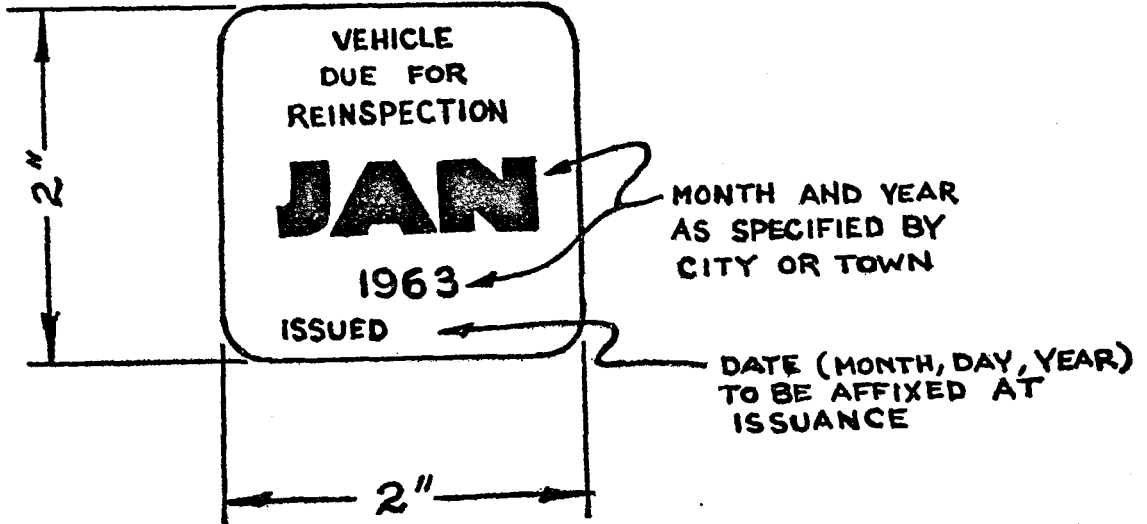 VEHICLE
DUE FOR
REINSPECTION
JAN
1963
ISSUED
2"
2"
MONTH AND YEAR
AS SPECIFIED BY
CITY OR TOWN
DATE (MONTH, DAY, YEAR)
TO BE AFFIXED AT
ISSUANCE